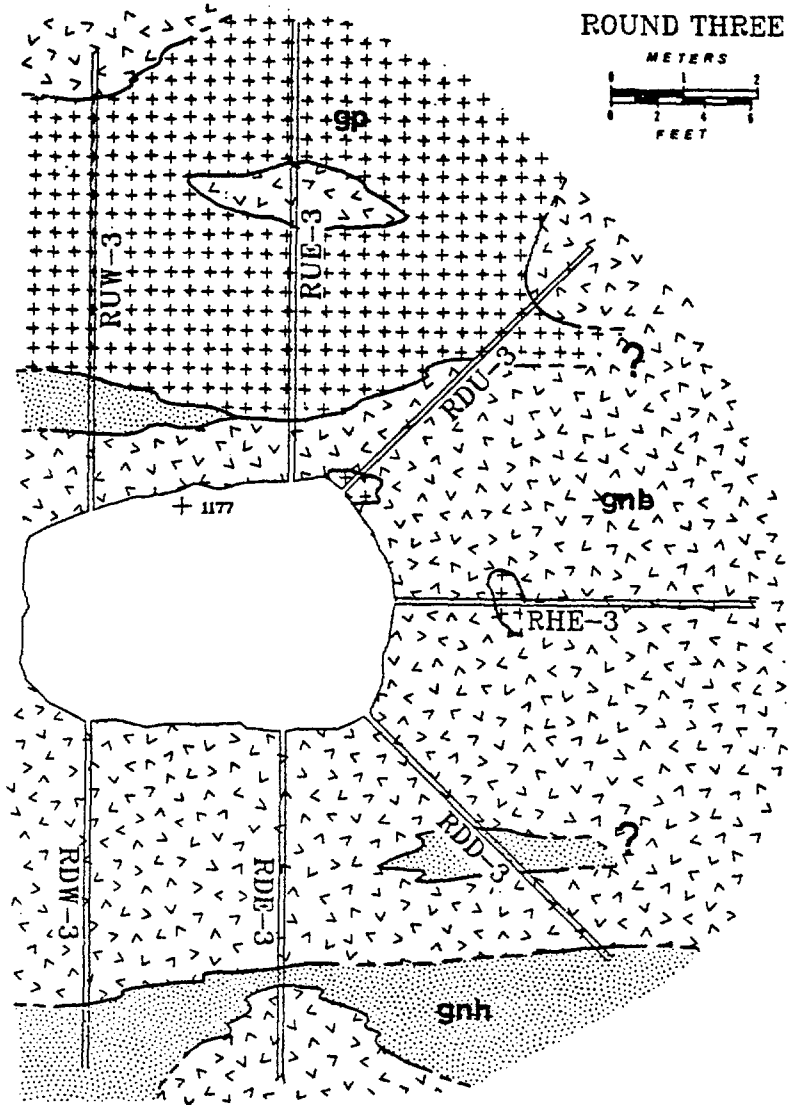 ROUND THREE
METERS
0 1 2
0 2 4 6
FEET
gp
RUW-3
RUE-3
RDU-3
?
gnb
1177
RHE-3
RDD-3
?
RDW-3
RDE-3
gnh